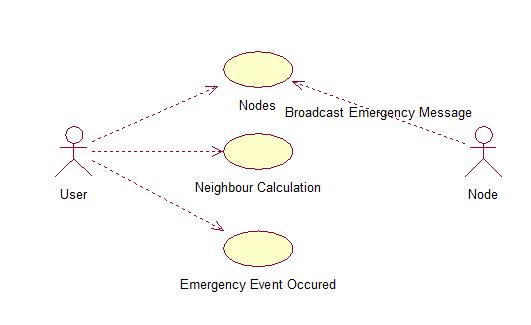 Nodes
Broadcast Emergency Message
User
Neighbour Calculation
Node
Emergency Event Occured